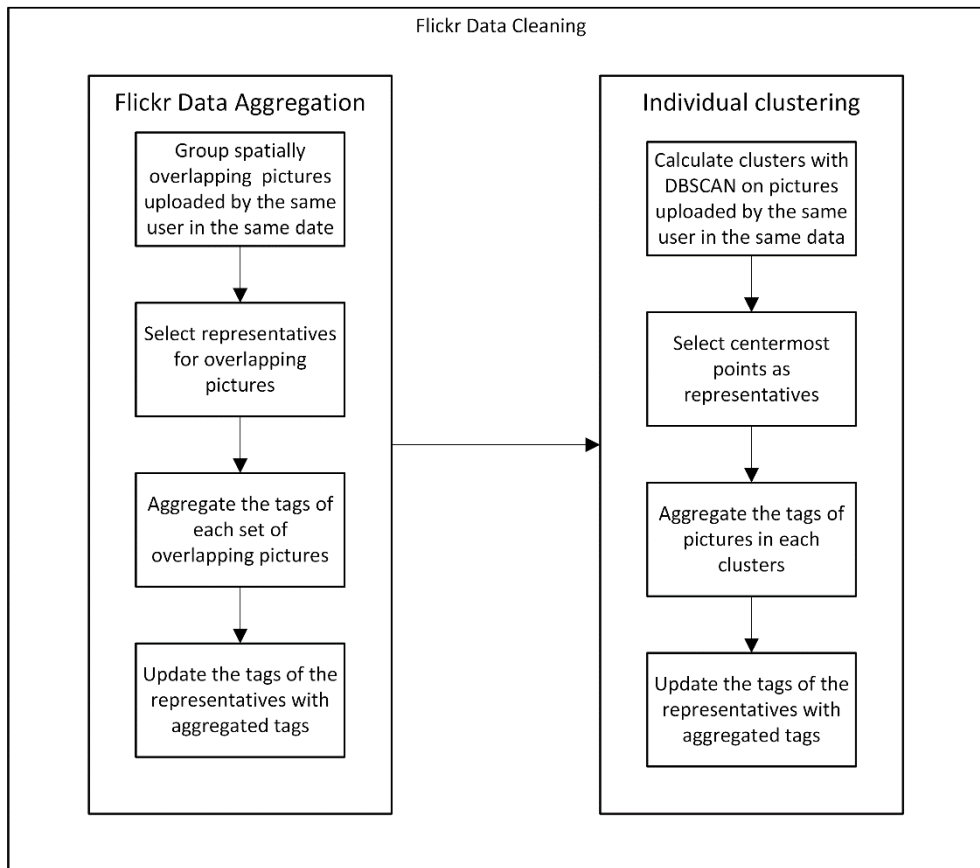 Flickr Data Cleaning
Flickr Data Aggregation
Group spatially
overlapping pictures
uploaded by the same
user in the same date
Select representatives
for overlapping
pictures
Aggregate the tags of
each set of
overlapping pictures
Update the tags of the
representatives with
aggregated tags
Individual clustering
Calculate clusters with
DBSCAN on pictures
uploaded by the same
user in the same data
Select centermost
points as
representatives
Aggregate the tags of
pictures in each
clusters
Update the tags of the
representatives with
aggregated tags